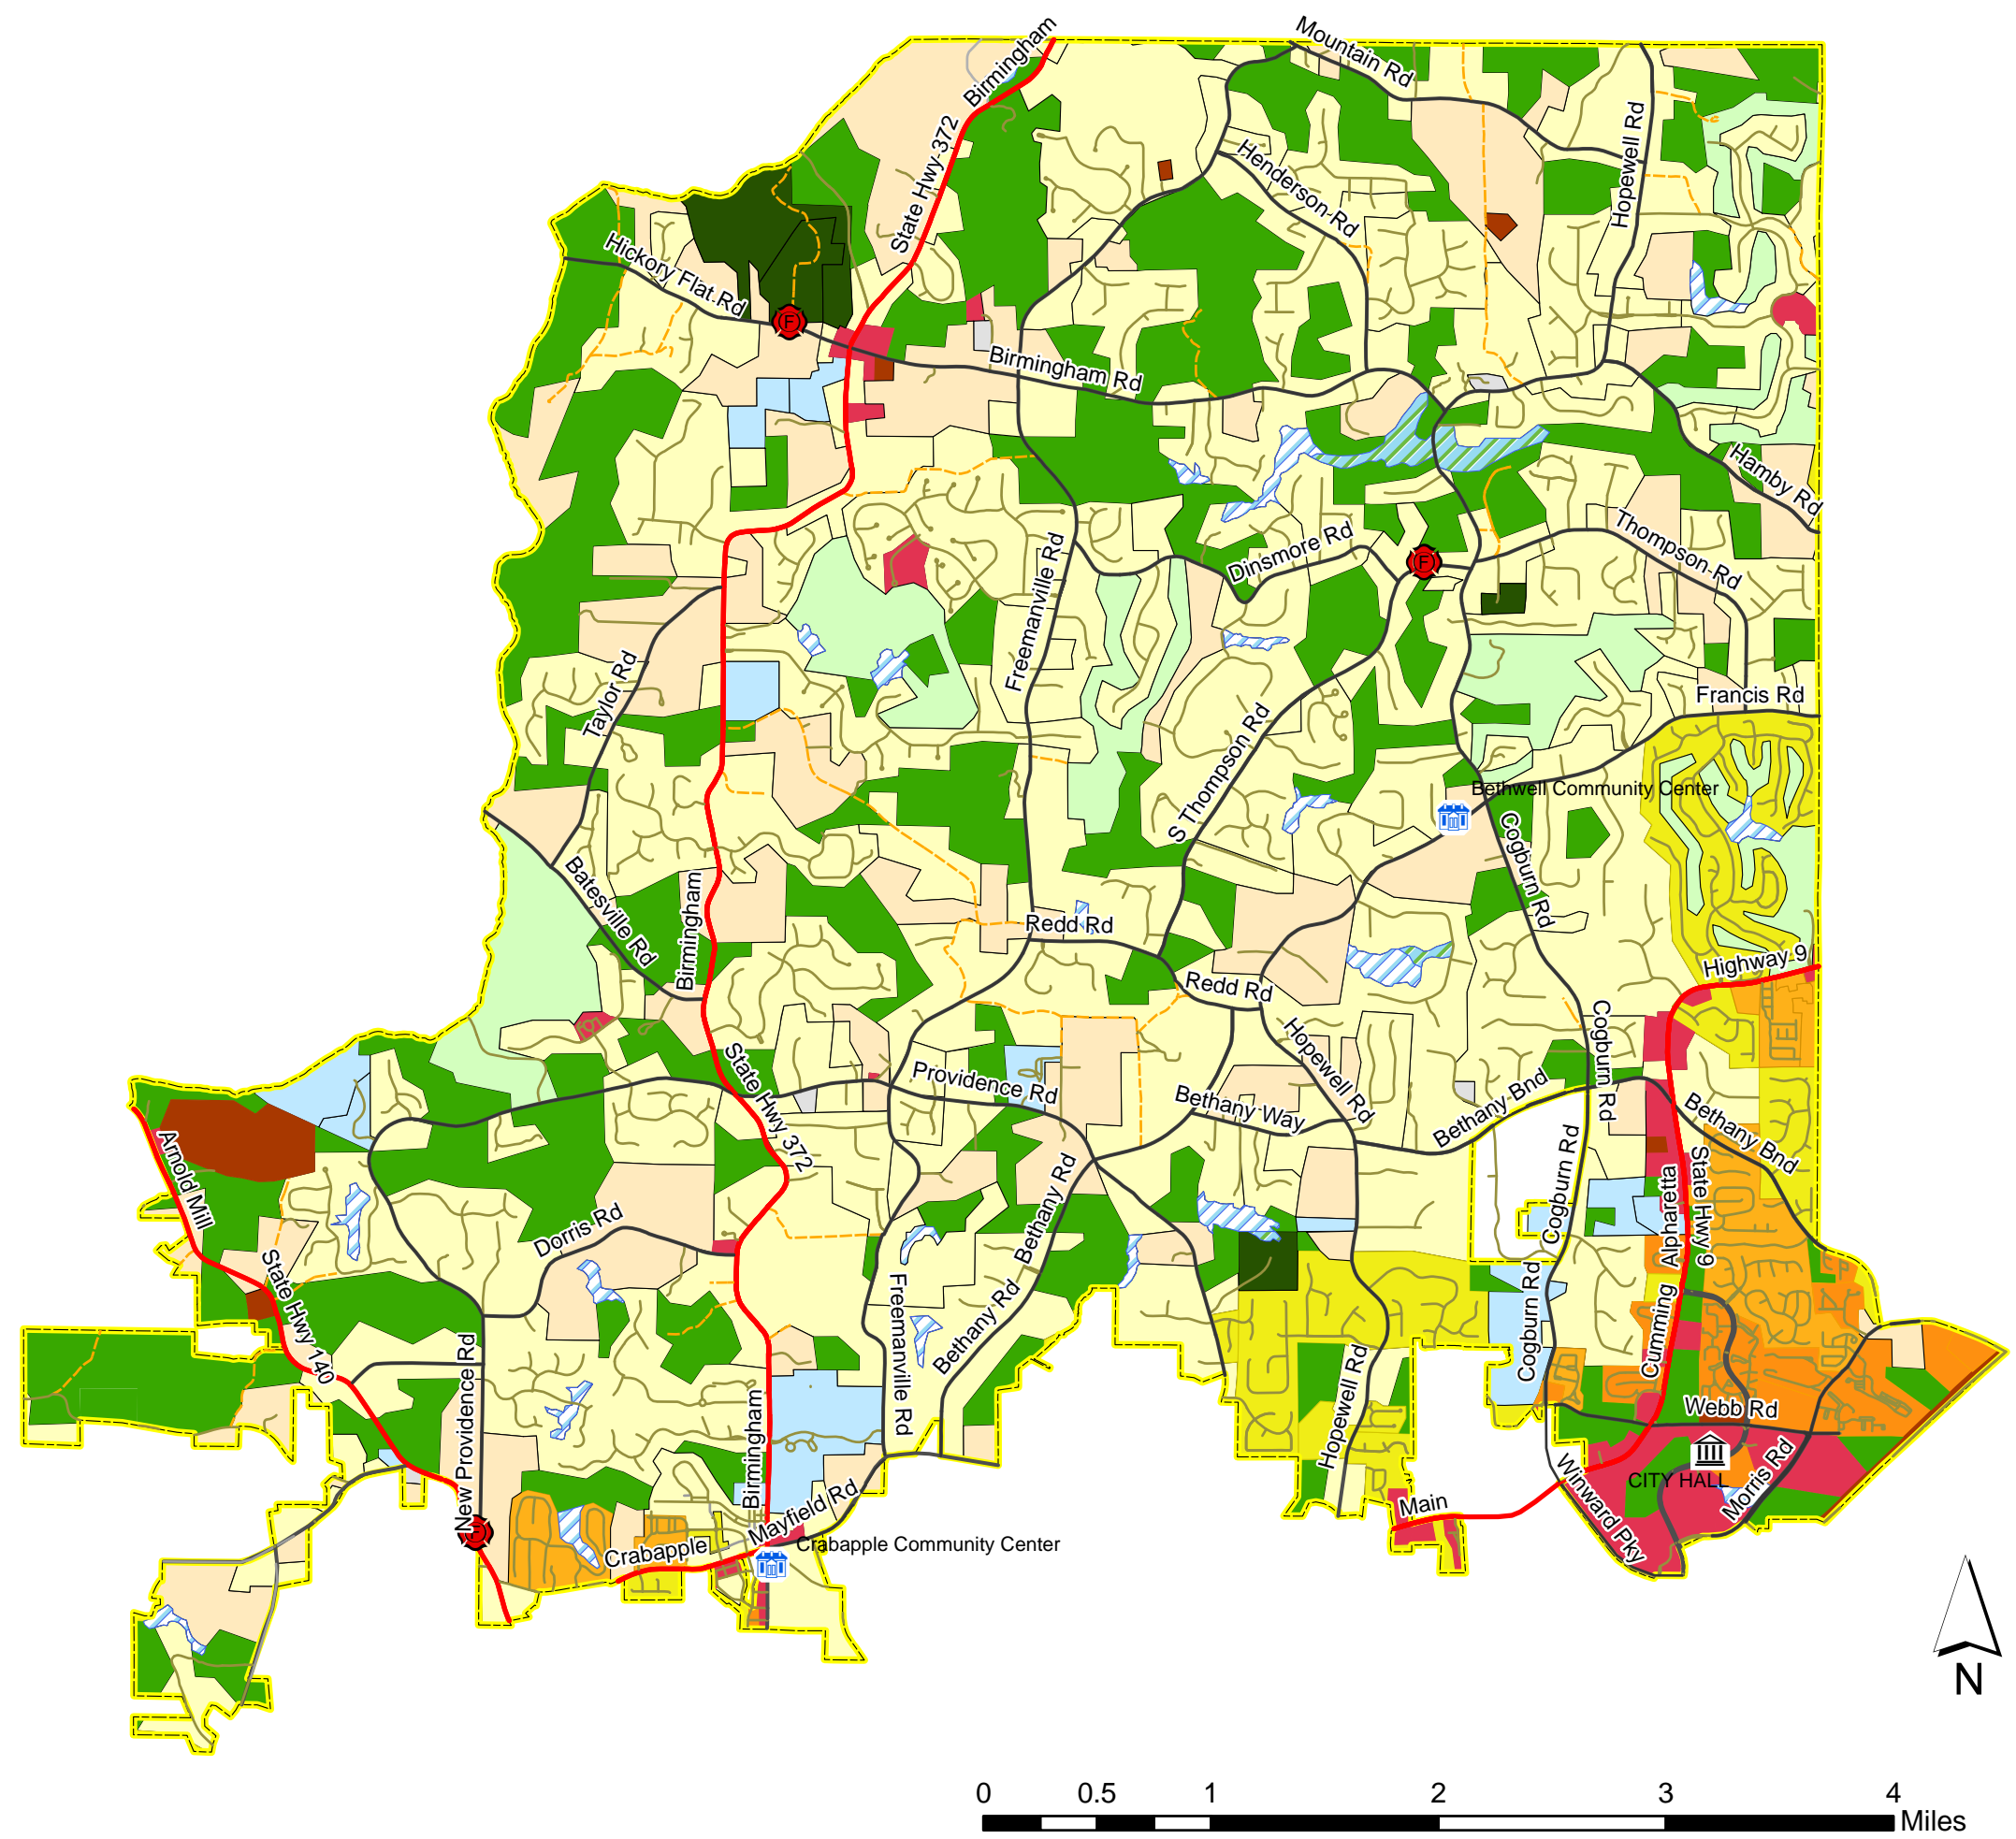 Birmingham
Mountain Rd
State Hwy 372
Henderson Rd
Hopewell Rd
Hickory Flat Rd
F
Birmingham Rd
Hamby Rd
Thompson Rd
Dinsmore Rd
F
Freemanville Rd
Taylor Rd
Francis Rd
S Thompson Rd
Bethwell Community Center
Cogburn Rd
Batesville Rd
Birmingham
Redd Rd
Highway 9
Redd Rd
Hopewell Rd
Cogburn Rd
State Hwy 372
Providence Rd
Bethany Way
Bethany Bnd
Bethany Bnd
Arnold Mill
Cogburn Rd
State Hwy 9
Alpharetta
Bethany Rd
Dorris Rd
State Hwy 140
Freemanville Rd
Bethany Rd
Cogburn Rd
Cumming
New Providence Rd
Hopewell Rd
Birmingham
Webb Rd
CITY HALL
Morris Rd
Winward Pky
Main
Mayfield Rd
Crabapple
Crabapple Community Center
N
0 0.5 1 2 3 4
Miles